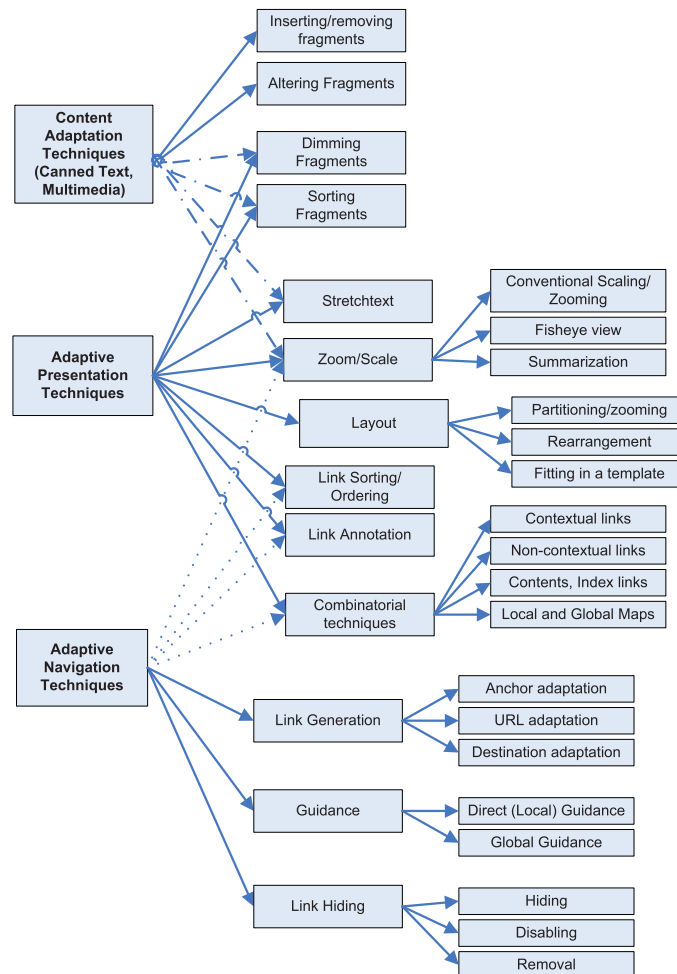 Inserting/removing
fragments
Altering Fragments
Content
Adaptation
Techniques
(Canned Text,
Multimedia)
Dimming
Fragments
Sorting
Fragments
Stretchtext
Conventional Scaling/
Zooming
Fisheye view
Summarization
Zoom/Scale
Adaptive
Presentation
Techniques
Layout
Partitioning/zooming
Rearrangement
Fitting in a template
Link Sorting/
Ordering
Link Annotation
Contextual links
Non-contextual links
Contents, Index links
Local and Global Maps
Combinatorial
techniques
Adaptive
Navigation
Techniques
Link Generation
Anchor adaptation
URL adaptation
Destination adaptation
Guidance
Direct (Local) Guidance
Global Guidance
Link Hiding
Hiding
Disabling
Removal